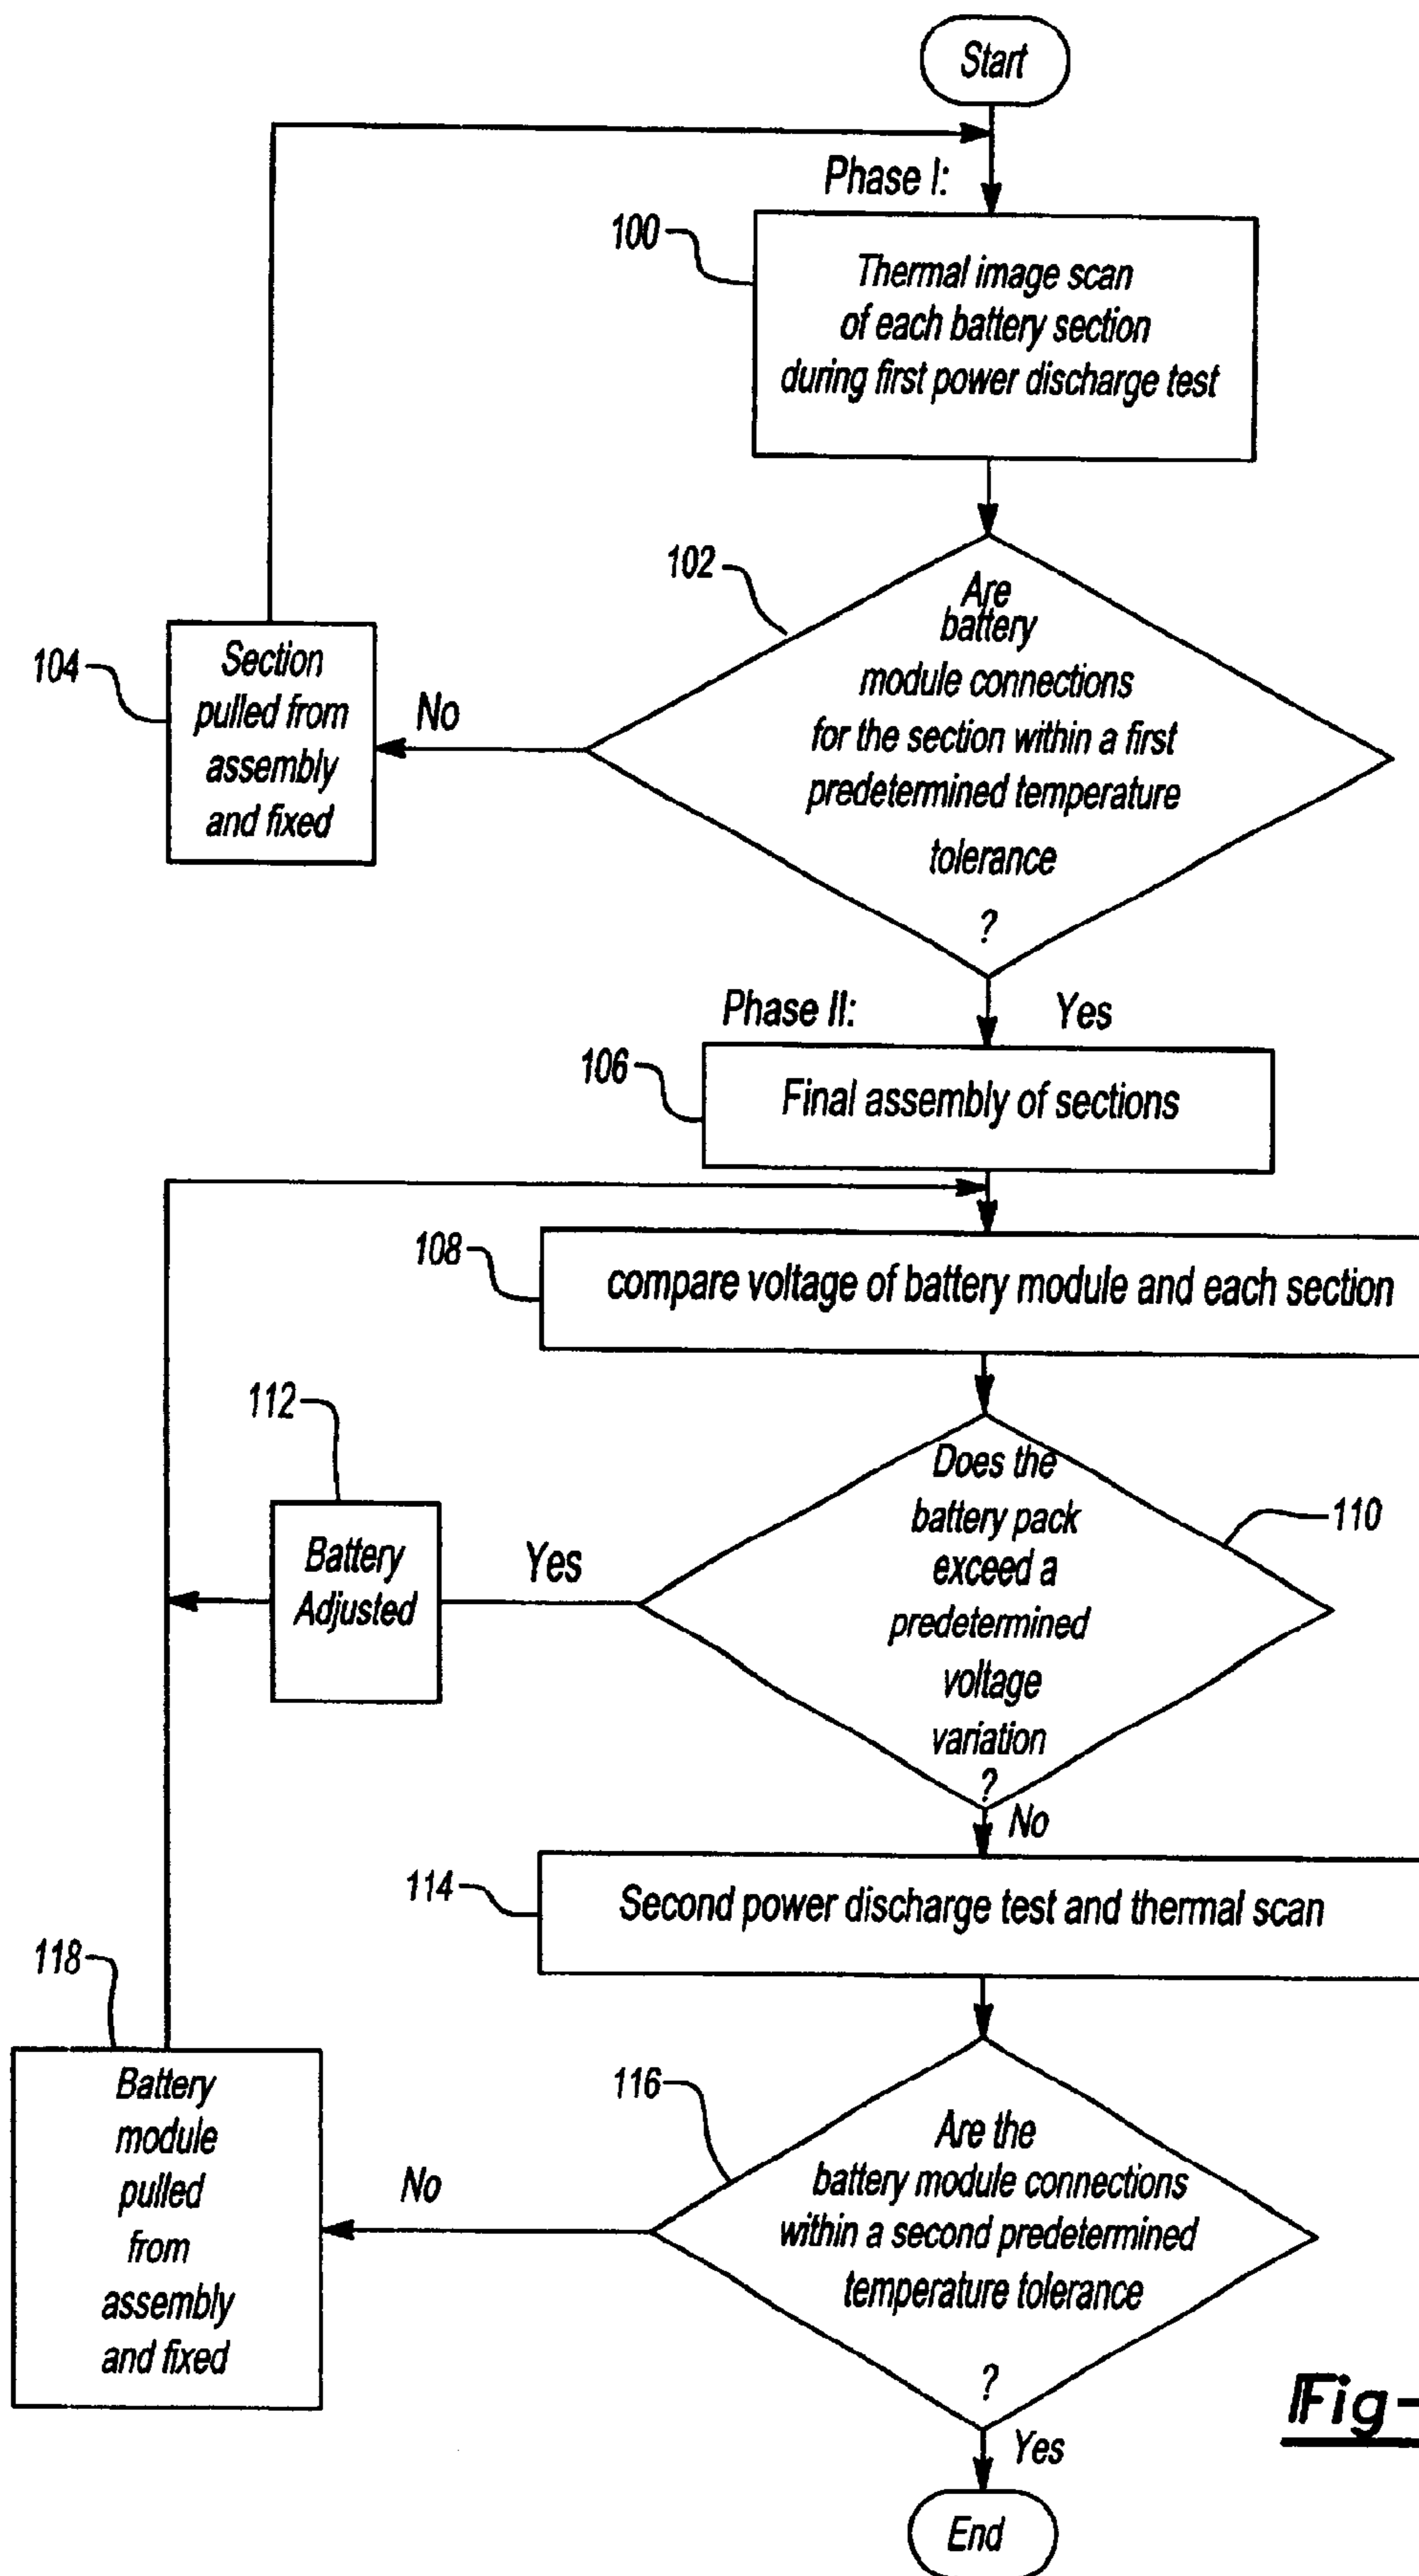 Start
Phase I:
100
Thermal image scan
of each battery section
during first power discharge test
102
Are
battery
module connections
for the section within a first
predetermined temperature
tolerance
?
No
104
Section
pulled from
assembly
and fixed
Phase II:
Yes
106
Final assembly of sections
108
compare voltage of battery module and each section
110
Does the
battery pack
exceed a
predetermined
voltage
variation
?
Yes
112
Battery
Adjusted
No
114
Second power discharge test and thermal scan
116
Are the
battery module connections
within a second predetermined
temperature tolerance
?
No
118
Battery
module
pulled
from
assembly
and fixed
Yes
End
Fig-